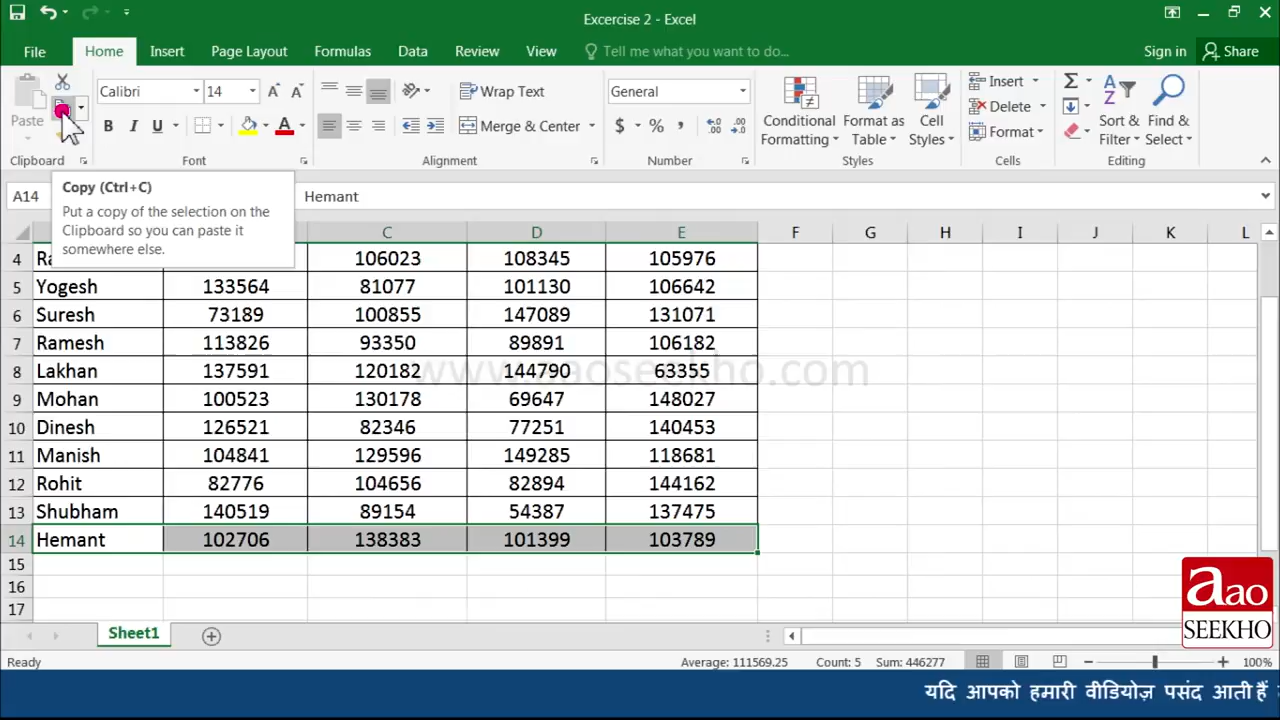 Excercise 2 - Excel
File Home Insert Page Layout Formulas Data Review View Tell me what you want to do... Sign in Share
Paste
Calibri 14
Wrap Text
General
Merge & Center
$ % ,
B I U
Conditional Formatting
Format as Table
Cell Styles
Insert
Delete
Format
Sort & Filter
Find & Select
Clipboard Font Alignment Number Styles Cells Editing
A14 Hemant
Copy (Ctrl+C)
Put a copy of the selection on the
Clipboard so you can paste it
somewhere else.
C D E F G H I J K L
4 Ra 106023 108345 105976
5 Yogesh 133564 81077 101130 106642
6 Suresh 73189 100855 147089 131071
7 Ramesh 113826 93350 89891 106182
8 Lakhan 137591 120182 144790 63355
www.aaoseekho.com
9 Mohan 100523 130178 69647 148027
10 Dinesh 126521 82346 77251 140453
11 Manish 104841 129596 149285 118681
12 Rohit 82776 104656 82894 144162
13 Shubham 140519 89154 54387 137475
14 Hemant 102706 138383 101399 103789
15
16
17
aao
SEEKHO
Sheet1
Ready Average: 111569.25 Count: 5 Sum: 446277 100%
यदि आपको हमारी वीडियोज़ पसंद आती हैं